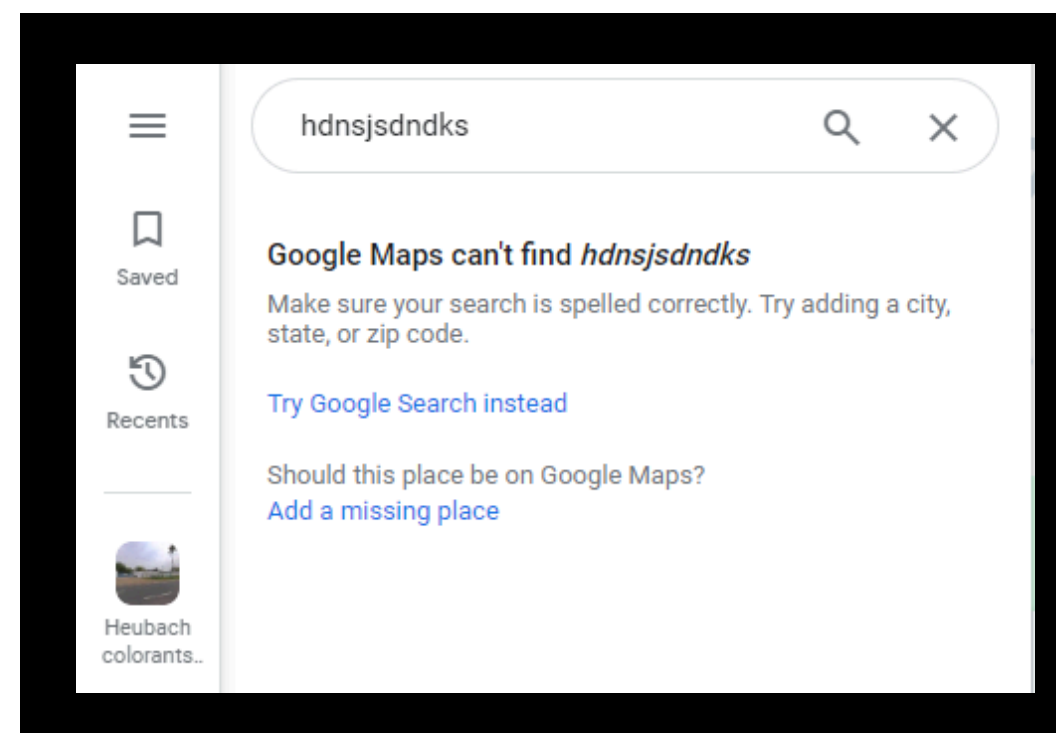 hdnsjsdndks
Saved
Recents
Heubach
colorants..
Google Maps can't find hdnsjsdndks
Make sure your search is spelled correctly. Try adding a city,
state, or zip code.
Try Google Search instead
Should this place be on Google Maps?
Add a missing place